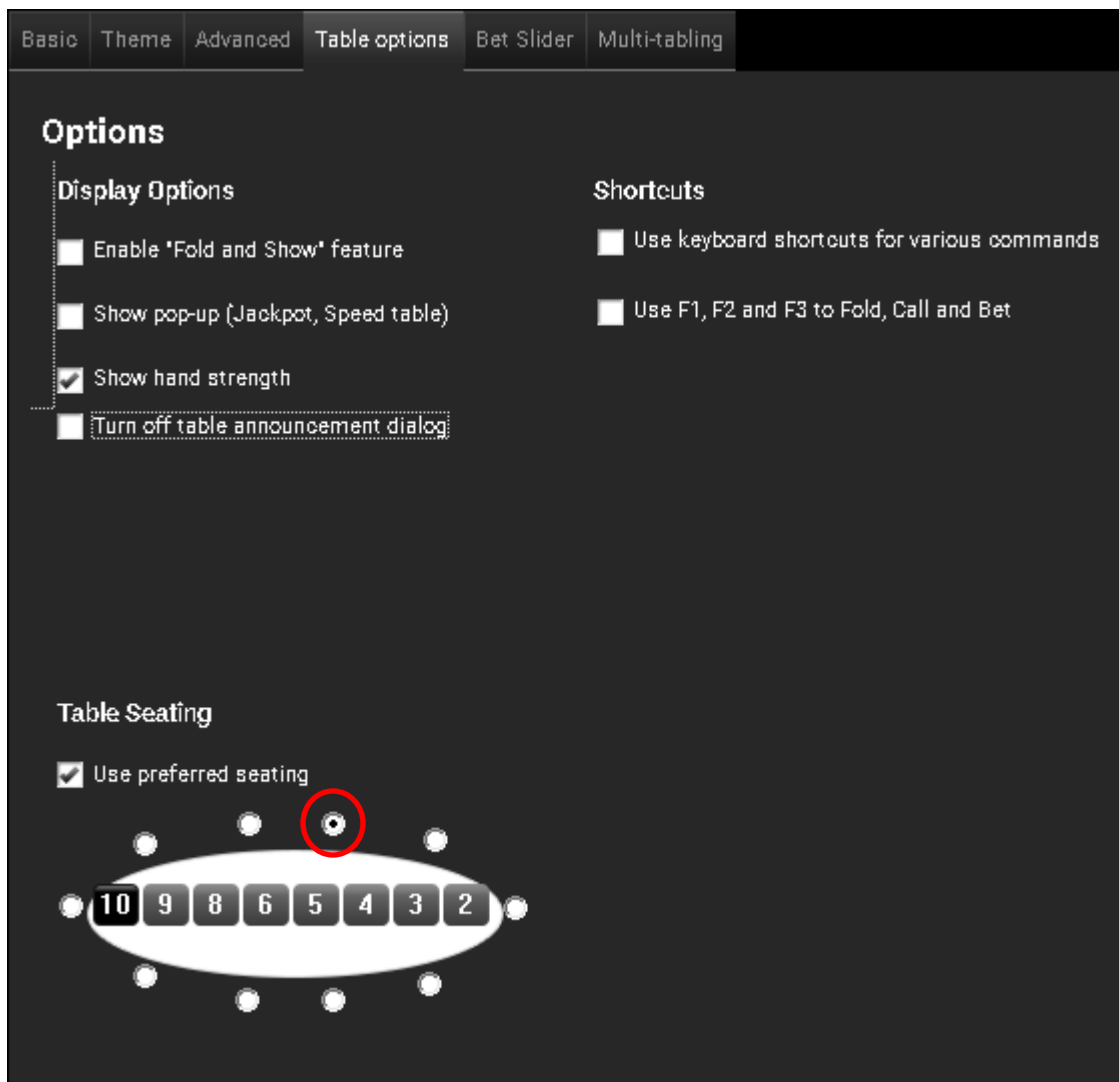 Basic Theme Advanced Table options Bet Slider Multi-tabling
Options
Display Options
Enable "Fold and Show" feature
Show pop-up (Jackpot, Speed table)
Show hand strength
Turn off table announcement dialog
Shortcuts
Use keyboard shortcuts for various commands
Use F1, F2 and F3 to Fold, Call and Bet
Table Seating
Use preferred seating
10 9 8 6 5 4 3 2